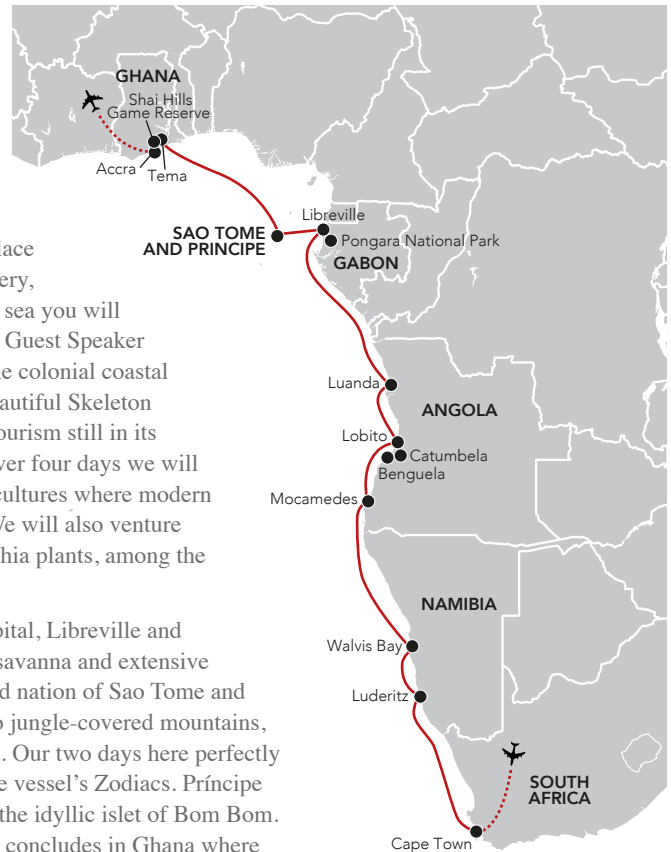 GHANA
Shai Hills
Game Reserve
Accra
Tema
Libreville
SAO TOME
AND PRINCIPE
Pongara National Park
GABON
Luanda
ANGOLA
Lobito
Catumbela
Benguela
Mocamedes
NAMIBIA
Walvis Bay
Luderitz
SOUTH
AFRICA
Cape Town
lace
ery,
sea you will
Guest Speaker
e colonial coastal
autiful Skeleton
ourism still in its
ver four days we will
cultures where modern
We will also venture
hia plants, among the
pital, Libreville and
savanna and extensive
d nation of Sao Tome and
o jungle-covered mountains,
. Our two days here perfectly
e vessel's Zodiacs. Príncipe
the idyllic islet of Bom Bom.
concludes in Ghana where